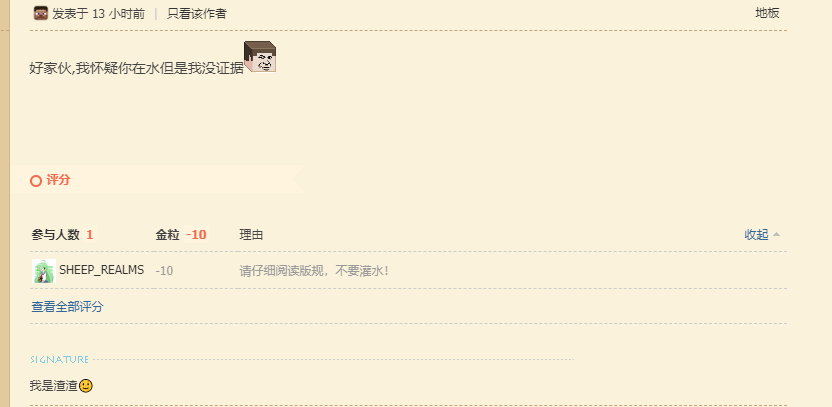 发表于 13 小时前 | 只看该作者 地板
好家伙,我怀疑你在水但是我没证据
评分
参与人数 1 金粒 -10 理由 收起
SHEEP_REALMS -10 请仔细阅读版规，不要灌水！
查看全部评分
SIGNATURE
我是渣渣